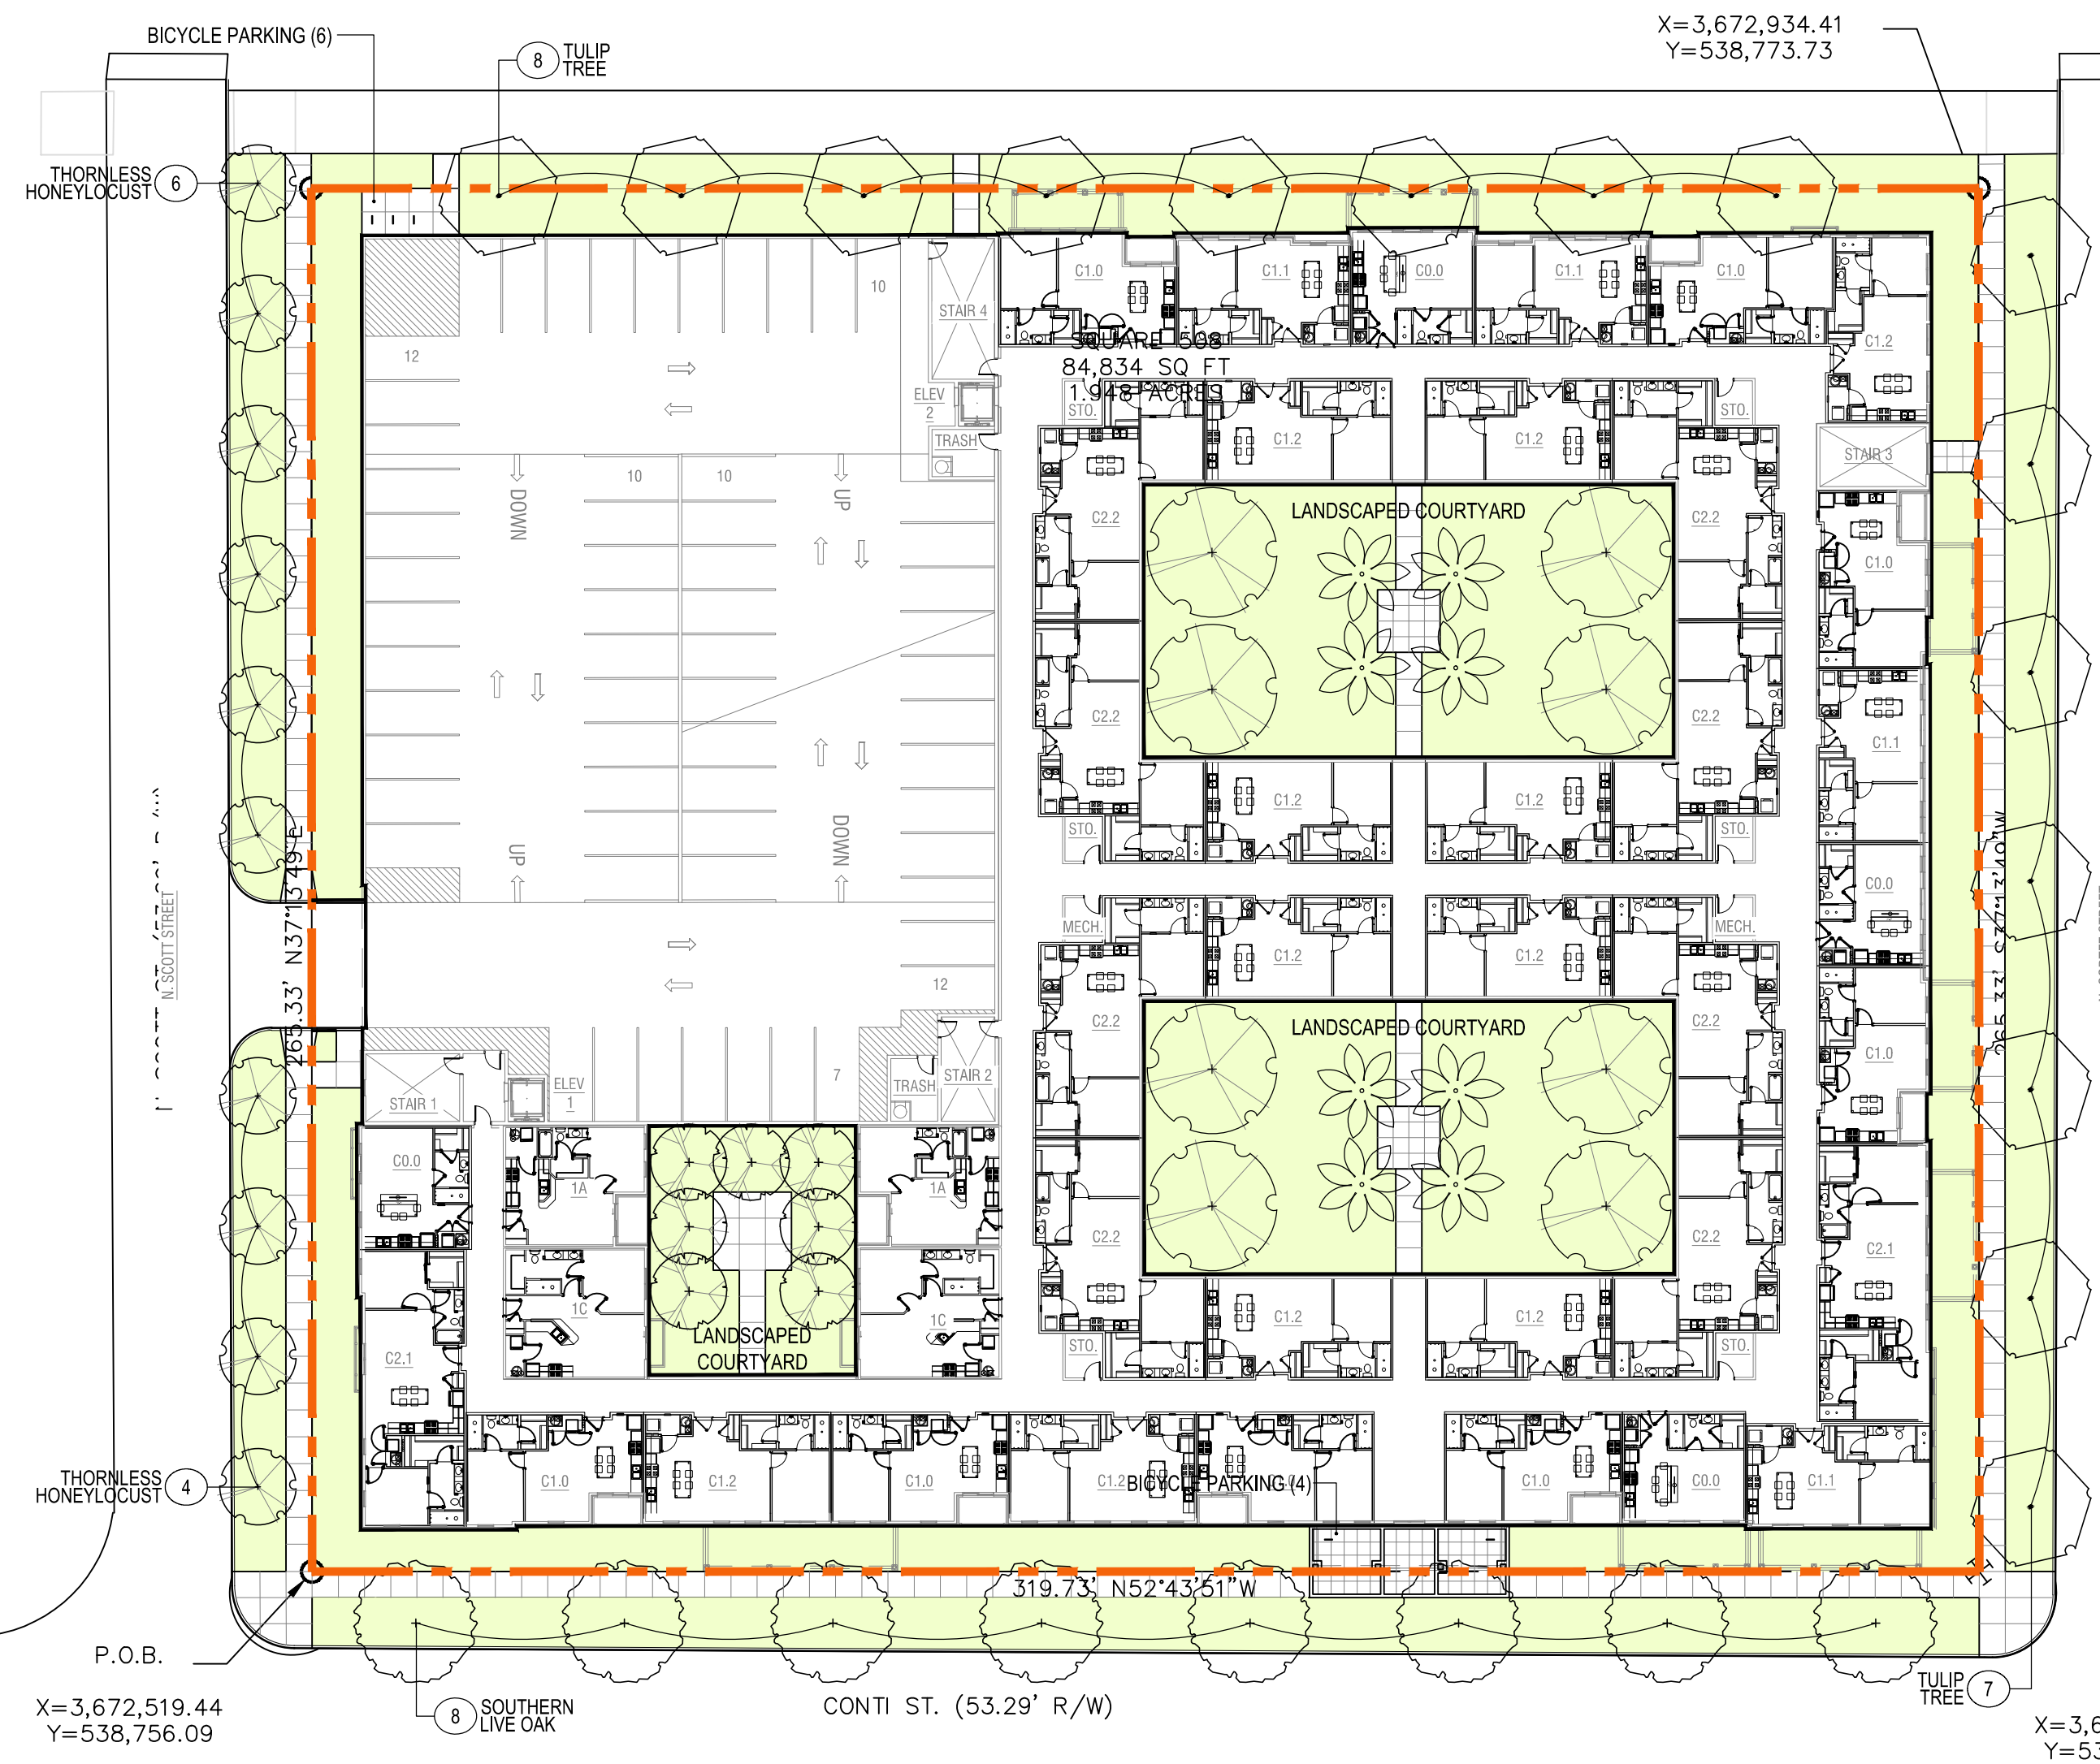 BICYCLE PARKING (6)
8 TULIP
TREE
X=3,672,934.41
Y=538,773.73
THORNLESS
HONEYLOCUST 6
10
STAIR 4
C1.0
C1.1
C0.0
C1.1
C1.0
12
SQUARE 508
84,834 SQ FT
1.948 ACRES
C1.2
ELEV
2
STO.
STO.
TRASH
C1.2
C1.2
STAIR 3
10
10
DOWN
UP
LANDSCAPED COURTYARD
C2.2
C2.2
C1.0
C2.2
C2.2
C1.1
C1.2
C1.2
UP
DOWN
STO.
STO.
265.33' N37°13'49"E
S37°13'49"W
C0.0
N. SCOTT STREET
MECH.
MECH.
C1.2
C1.2
12
C2.2
C2.2
LANDSCAPED COURTYARD
265.33'
C1.0
7
TRASH
STAIR 2
ELEV
1
STAIR 1
C0.0
1A
1A
C2.2
C2.2
C2.1
1C
1C
C1.2
C1.2
LANDSCAPED
COURTYARD
STO.
STO.
C2.1
THORNLESS
HONEYLOCUST 4
C1.0
C1.2
C1.0
C1.2
BICYCLE PARKING (4)
C1.0
C0.0
C1.1
319.73' N52°43'51"W
P.O.B.
X=3,672,519.44
Y=538,756.09
8 SOUTHERN
LIVE OAK
CONTI ST. (53.29' R/W)
TULIP
TREE 7
X=3,6
Y=53